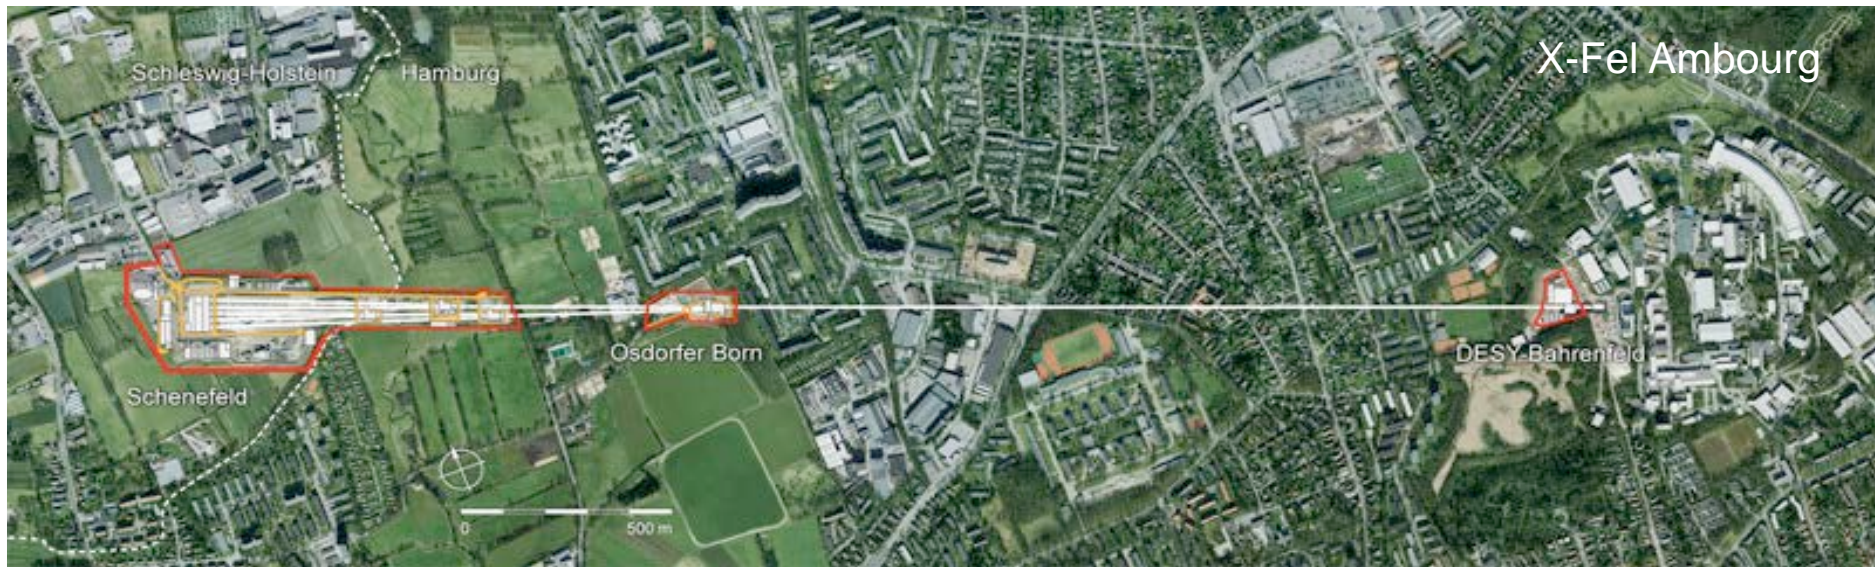 X-Fel Ambourg
Schleswig-Holstein
Hamburg
Osdorfer Born
DESY-Bahrenfeld
Schenefeld
0
500 m